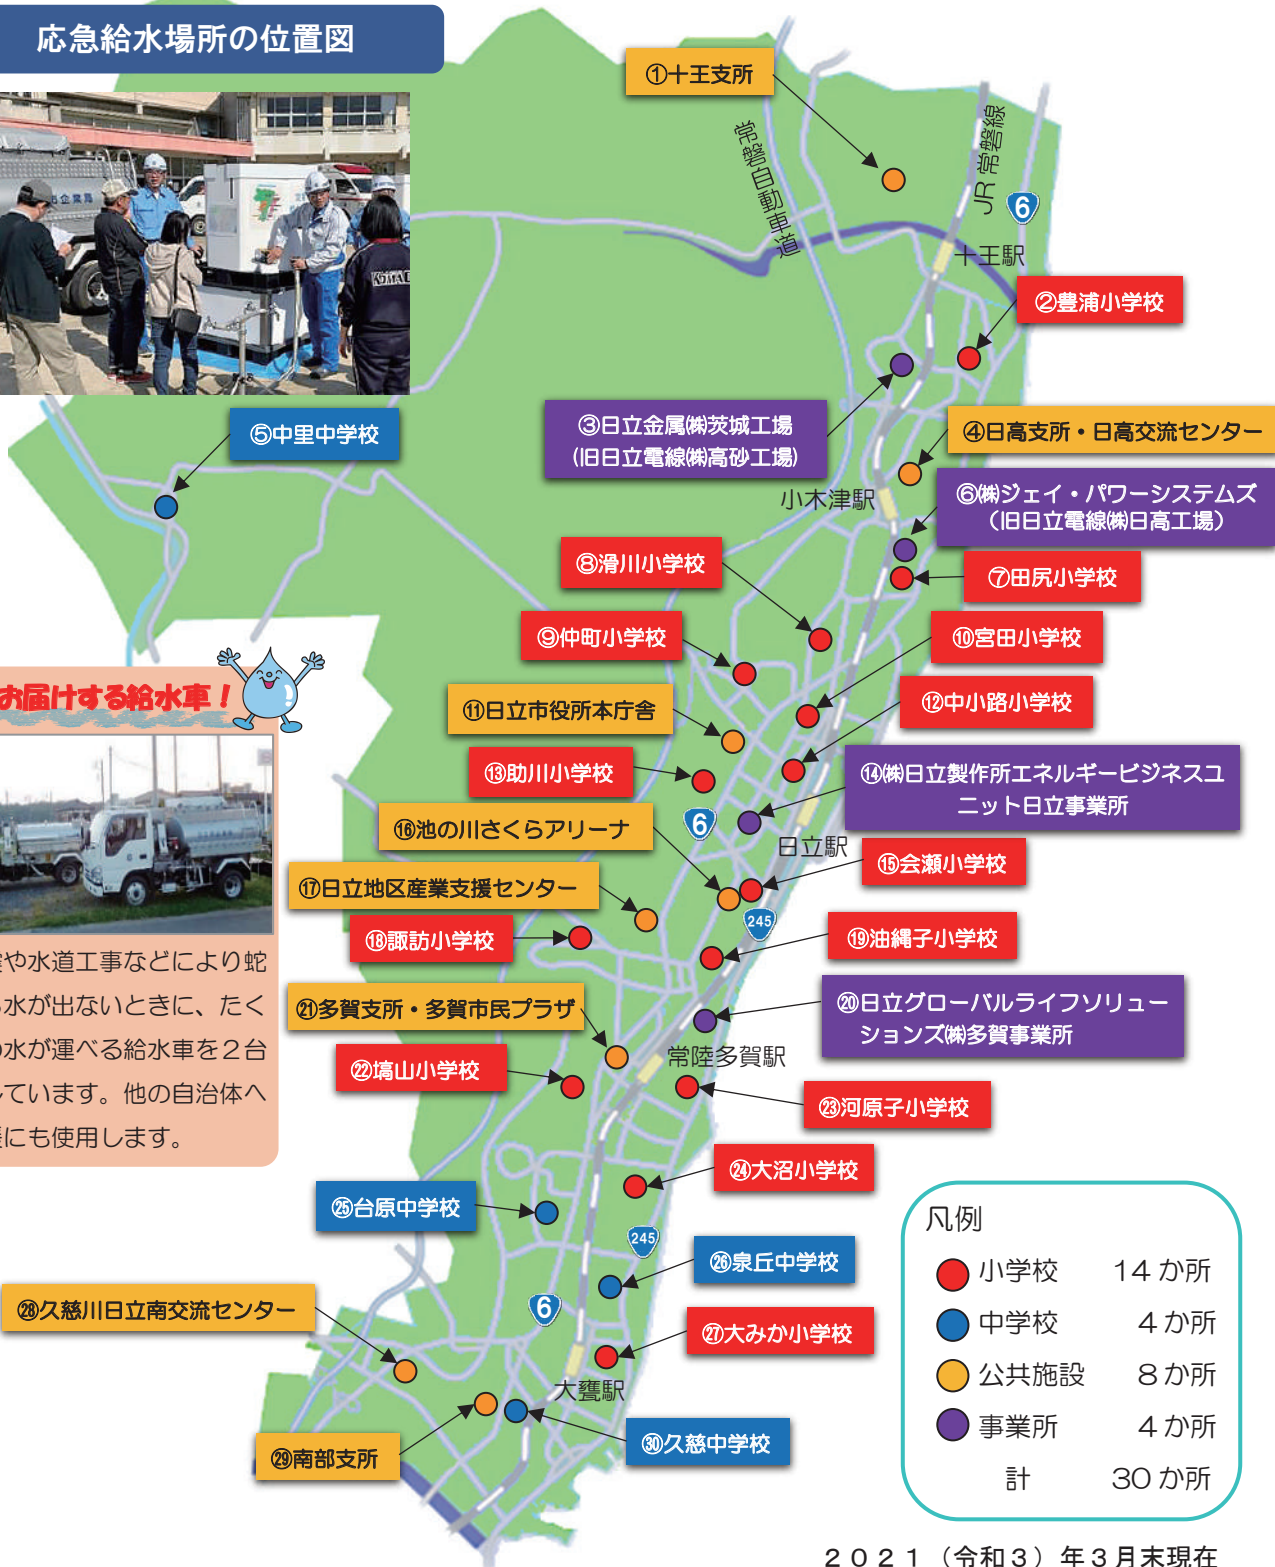 応急給水場所の位置図
①十王支所
常磐自動車道
JR常磐線
6
十王駅
②豊浦小学校
③日立金属㈱茨城工場
(旧日立電線㈱高砂工場)
④日高支所・日高交流センター
⑤中里中学校
小木津駅
⑥㈱ジェイ・パワーシステムズ
（旧日立電線㈱日高工場）
⑦田尻小学校
⑧滑川小学校
⑨仲町小学校
⑩宮田小学校
⑪日立市役所本庁舎
⑫中小路小学校
⑬助川小学校
⑭㈱日立製作所エネルギービジネスユ
ニット日立事業所
6
日立駅
⑮会瀬小学校
⑯池の川さくらアリーナ
⑰日立地区産業支援センター
245
⑱諏訪小学校
⑲油縄子小学校
⑳日立グローバルライフソリュー
ションズ㈱多賀事業所
㉑多賀支所・多賀市民プラザ
常陸多賀駅
㉒塙山小学校
㉓河原子小学校
㉔大沼小学校
㉕台原中学校
245
㉖泉丘中学校
6
㉗大みか小学校
㉘久慈川日立南交流センター
大甕駅
㉙南部支所
㉚久慈中学校
お届けする給水車！
や水道工事などにより蛇
水が出ないときに、たく
の水が運べる給水車を２台
しています。他の自治体へ
にも使用します。
凡例
小学校 14か所
中学校 4か所
公共施設 8か所
事業所 4か所
計 30か所
２０２１（令和３）年３月末現在